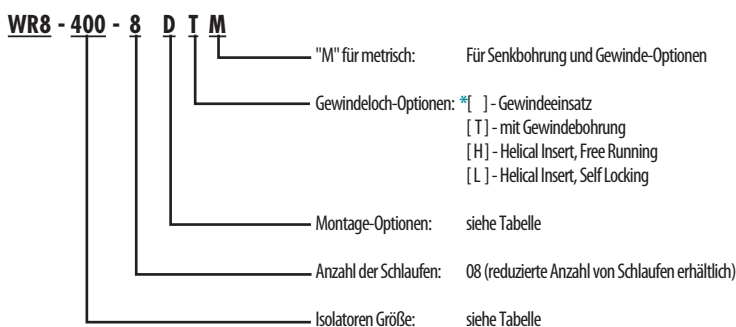 WR8 - 400 - 8 D T M
"M" für metrisch: Für Senkbohrung und Gewinde-Optionen
Gewindeloch-Optionen: *[ ] - Gewindeeinsatz
[ T ] - mit Gewindebohrung
[ H ] - Helical Insert, Free Running
[ L ] - Helical Insert, Self Locking
Montage-Optionen: siehe Tabelle
Anzahl der Schlaufen: 08 (reduzierte Anzahl von Schlaufen erhältlich)
Isolatoren Größe: siehe Tabelle